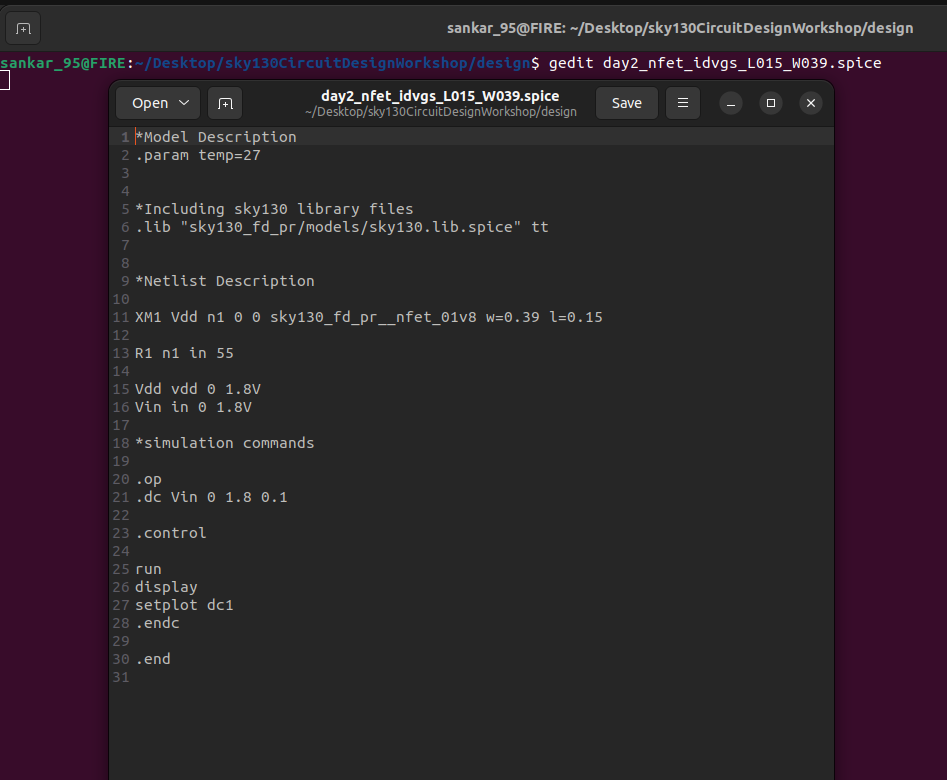 sankar_95@FIRE: ~/Desktop/sky130CircuitDesignWorkshop/design
sankar_95@FIRE:~/Desktop/sky130CircuitDesignWorkshop/design$ gedit day2_nfet_idvgs_L015_W039.spice
Open
day2_nfet_idvgs_L015_W039.spice
~/Desktop/sky130CircuitDesignWorkshop/design
Save
1 *Model Description
2 .param temp=27
3
4
5 *Including sky130 library files
6 .lib "sky130_fd_pr/models/sky130.lib.spice" tt
7
8
9 *Netlist Description
10
11 XM1 Vdd n1 0 0 sky130_fd_pr__nfet_01v8 w=0.39 l=0.15
12
13 R1 n1 in 55
14
15 Vdd vdd 0 1.8V
16 Vin in 0 1.8V
17
18 *simulation commands
19
20 .op
21 .dc Vin 0 1.8 0.1
22
23 .control
24
25 run
26 display
27 setplot dc1
28 .endc
29
30 .end
31